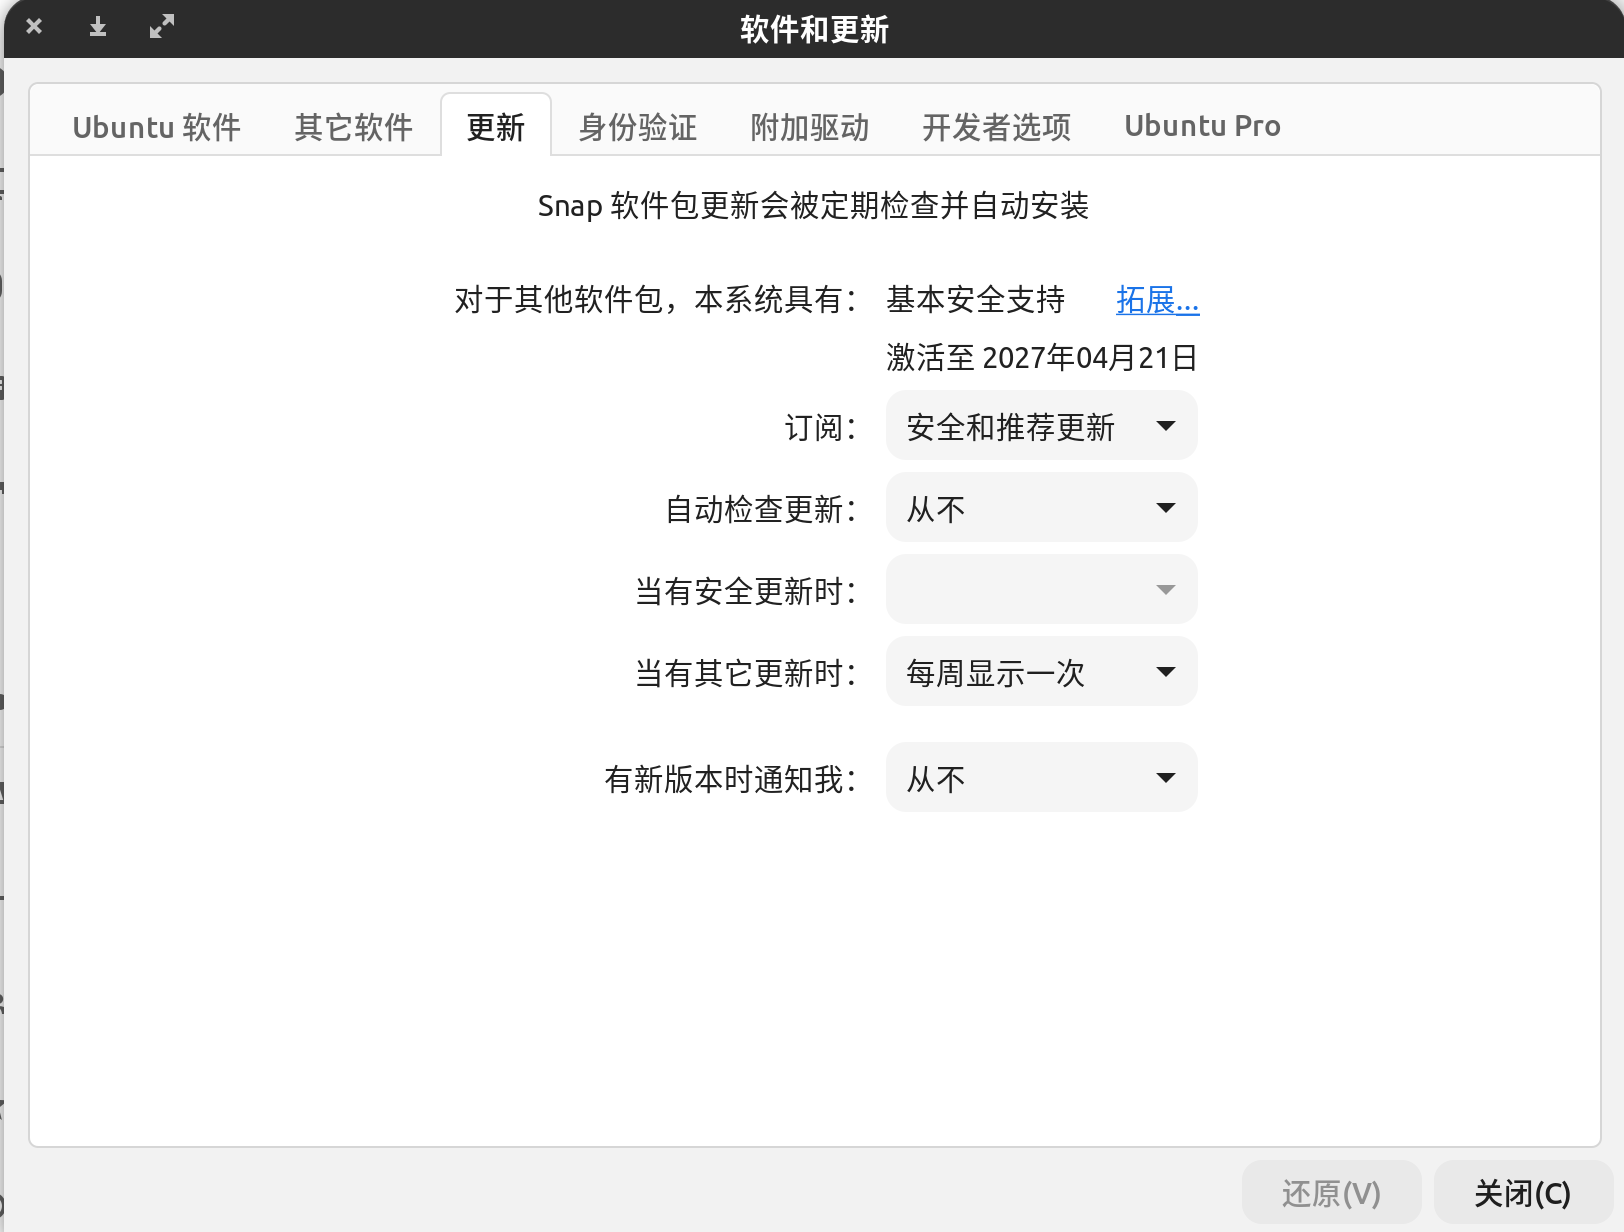 软件和更新
Ubuntu 软件 其它软件 更新 身份验证 附加驱动 开发者选项 Ubuntu Pro
Snap 软件包更新会被定期检查并自动安装
对于其他软件包，本系统具有： 基本安全支持 拓展...
激活至 2027年04月21日
订阅： 安全和推荐更新
自动检查更新： 从不
当有安全更新时：
当有其它更新时： 每周显示一次
有新版本时通知我： 从不
还原(V) 关闭(C)